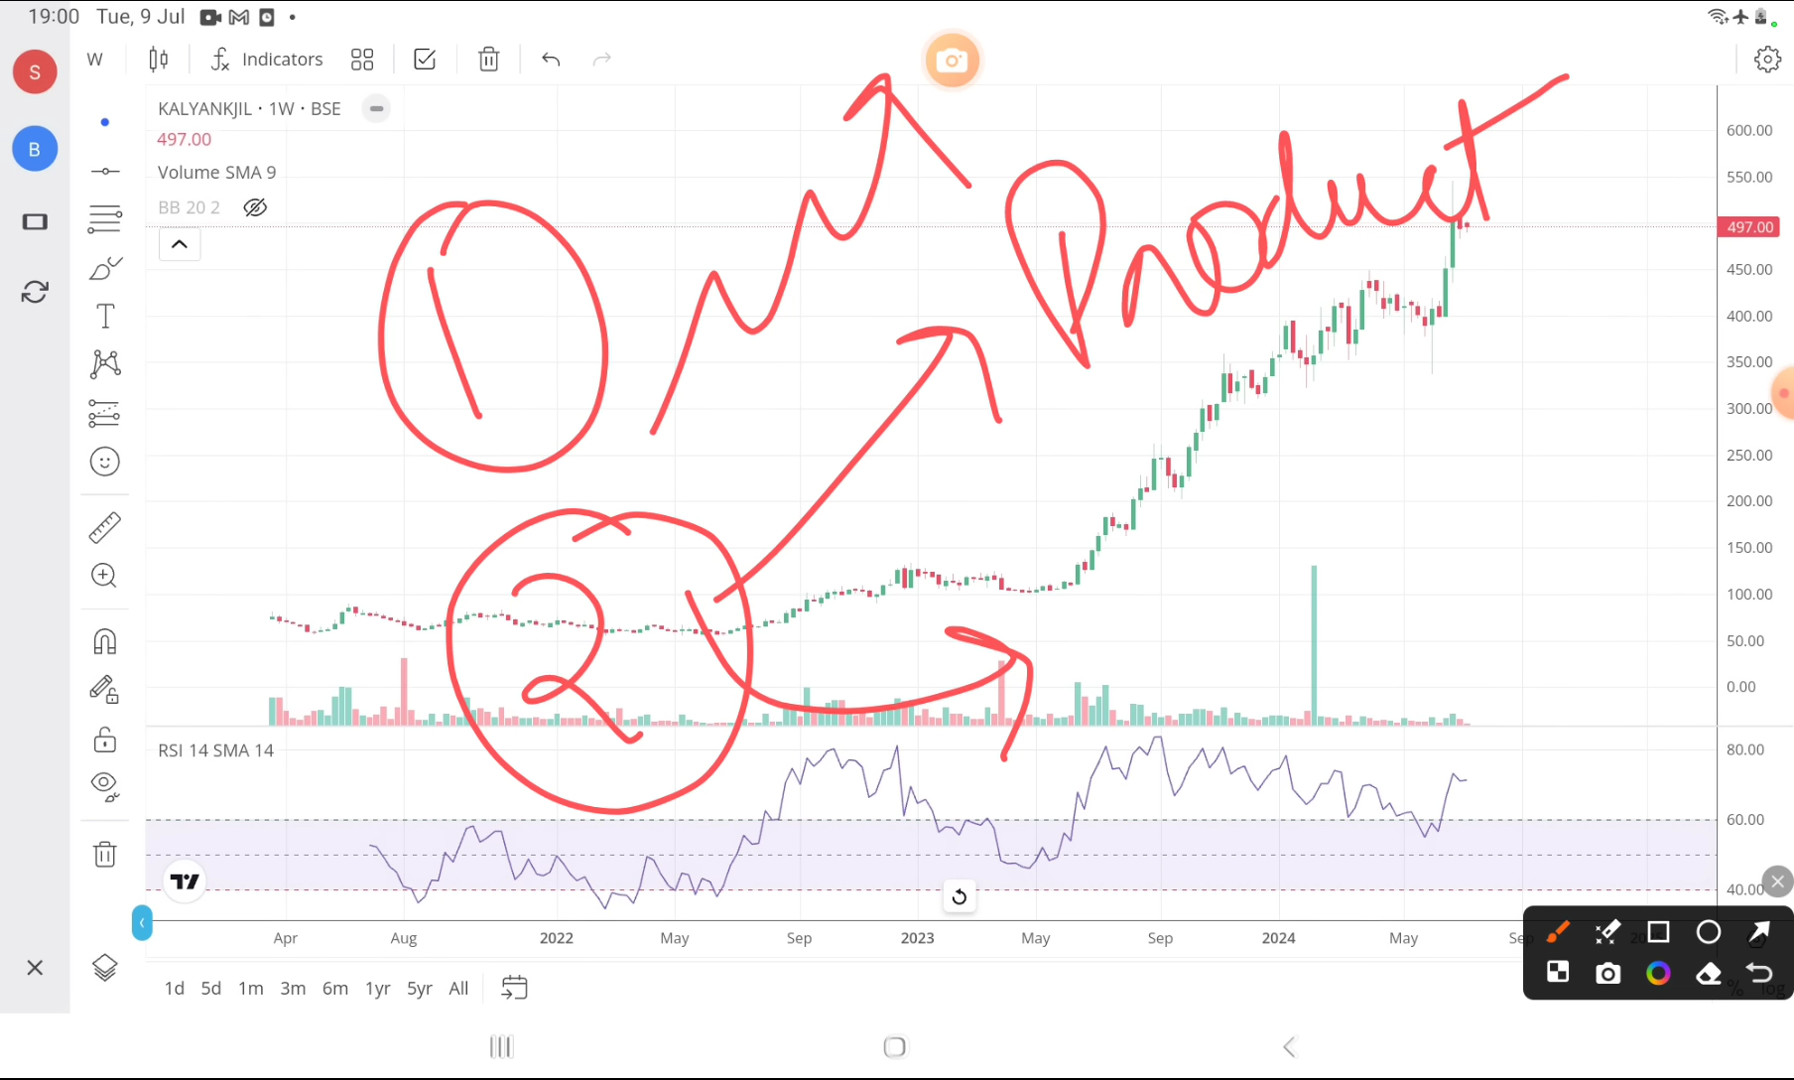 19:00 Tue, 9 Jul
S
W
Indicators
B
KALYANKJIL · 1W · BSE
497.00
Volume SMA 9
BB 20 2
1
Product
2
600.00
550.00
497.00
450.00
400.00
350.00
300.00
250.00
200.00
150.00
100.00
50.00
0.00
RSI 14 SMA 14
80.00
60.00
40.00
Apr Aug 2022 May Sep 2023 May Sep 2024 May Sep
1d 5d 1m 3m 6m 1yr 5yr All
% log